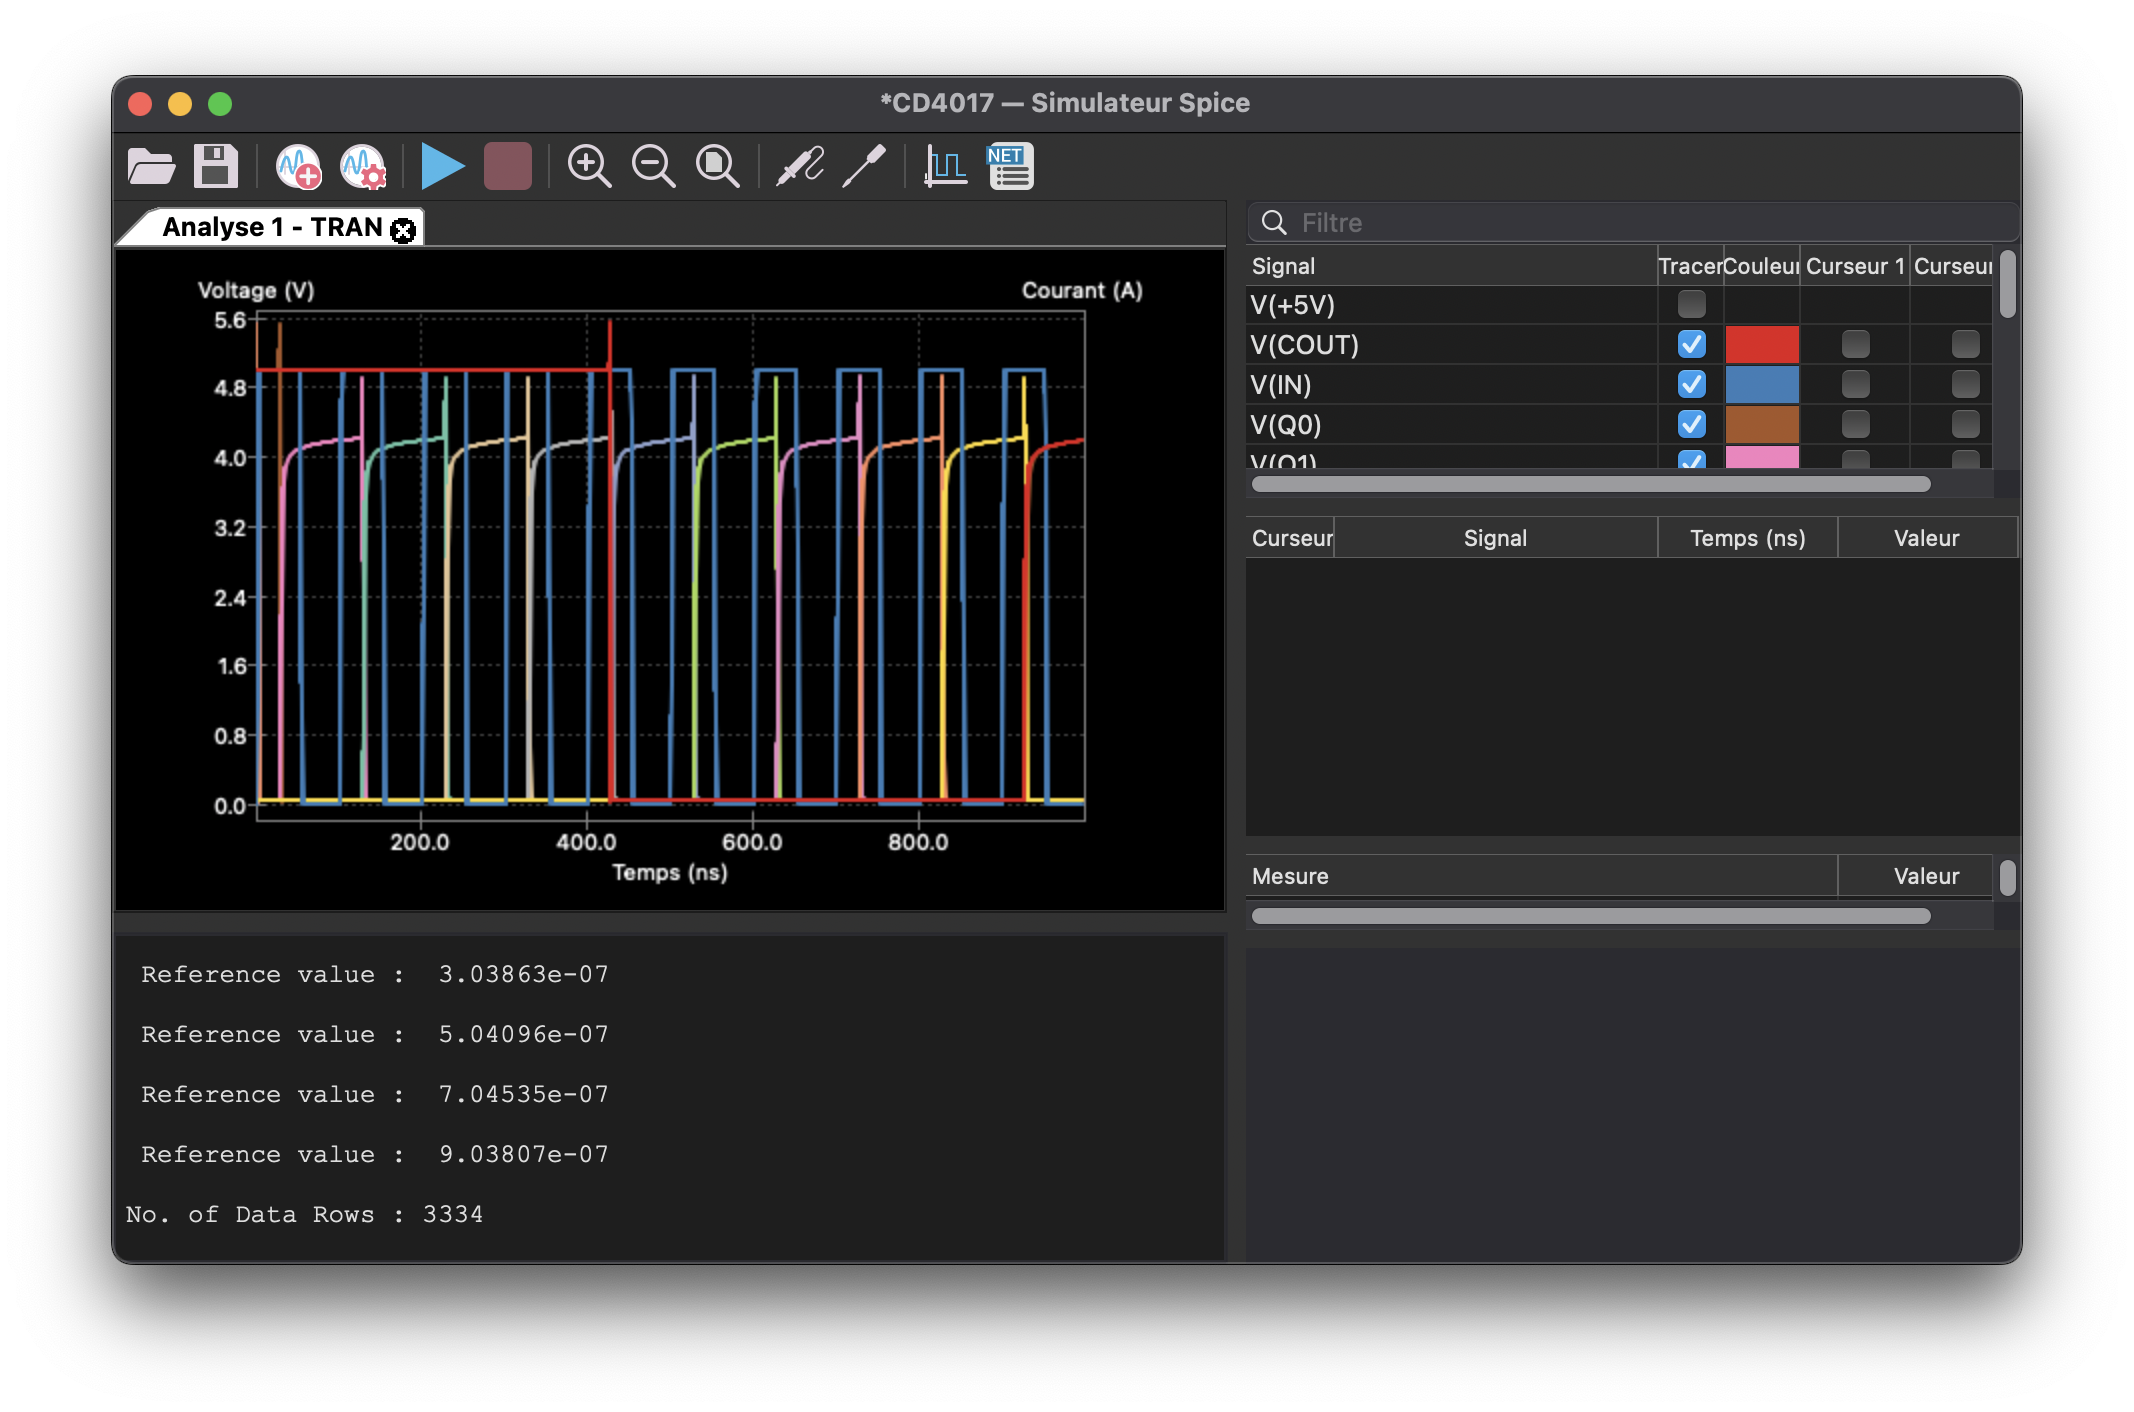 *CD4017 — Simulateur Spice
NET
Analyse 1 - TRAN
Voltage (V)
Courant (A)
5.6
4.8
4.0
3.2
2.4
1.6
0.8
0.0
200.0 400.0 600.0 800.0
Temps (ns)
Filtre
Signal Tracer Couleur Curseur 1 Curseur
V(+5V)
V(COUT)
V(IN)
V(Q0)
V(Q1)
Curseur Signal Temps (ns) Valeur
Mesure Valeur
Reference value : 3.03863e-07
Reference value : 5.04096e-07
Reference value : 7.04535e-07
Reference value : 9.03807e-07
No. of Data Rows : 3334